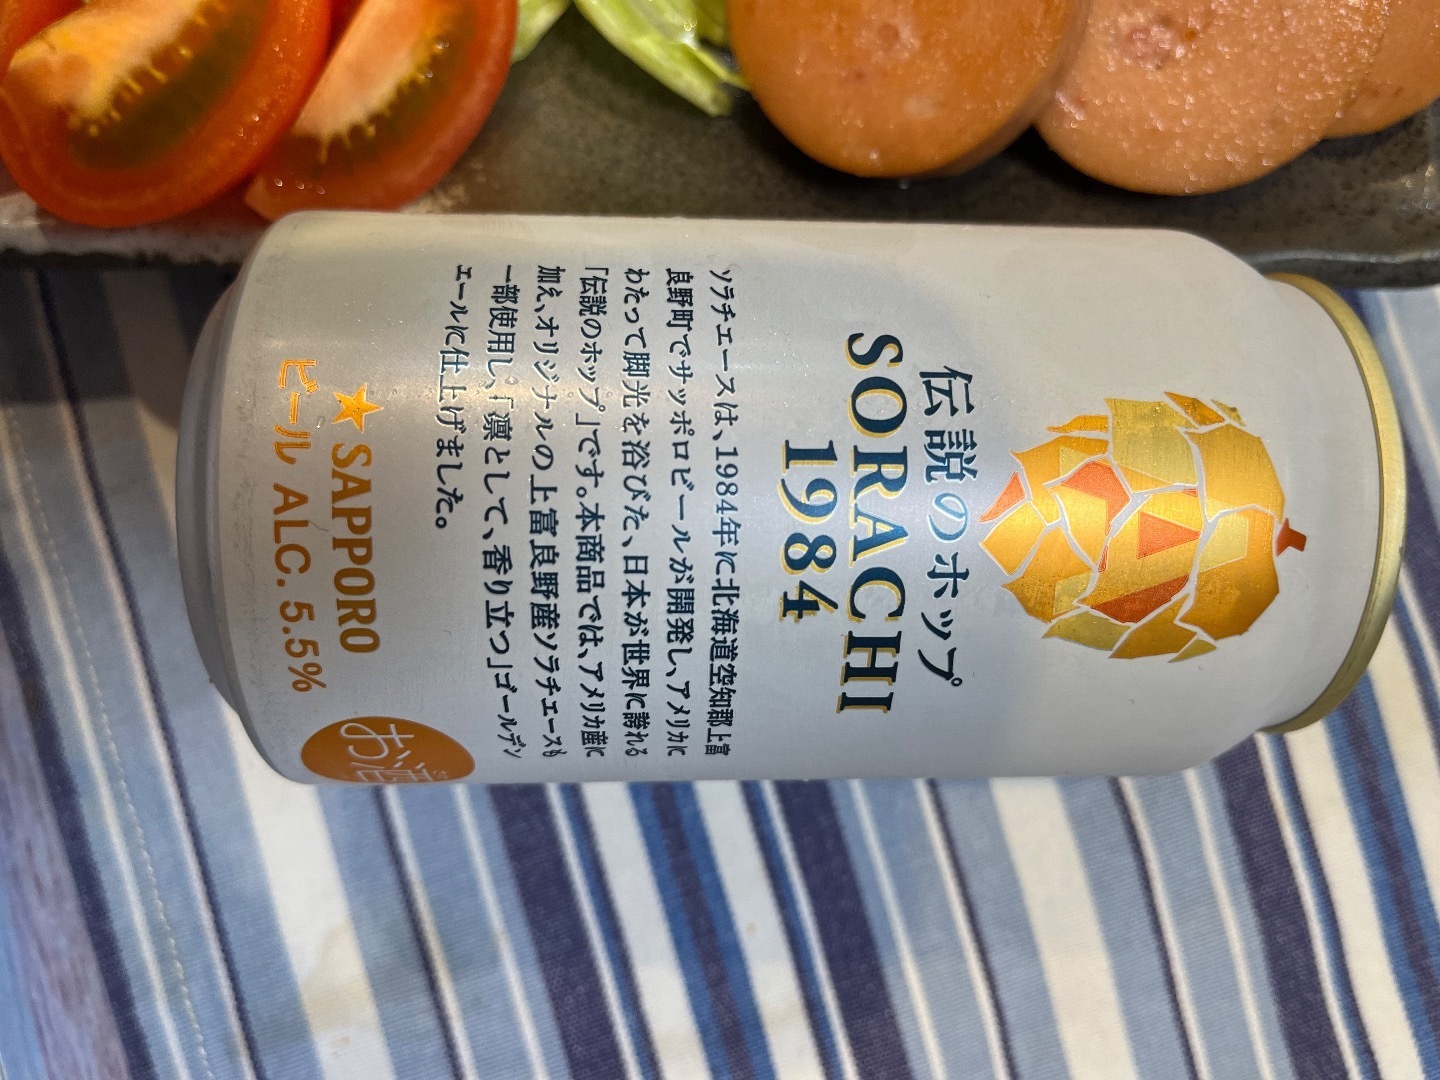 伝説のホップ
SORACHI
1984
ソラチエースは、1984年に北海道空知郡上富
良野町でサッポロビールが開発し、アメリカに
わたって脚光を浴びた、日本が世界に誇れる
「伝説のホップ」です。本商品では、アメリカ産に
加え、オリジナルの上富良野産ソラチエースも
一部使用し、「凛として、香り立つ」ゴールデン
エールに仕上げました。
SAPPORO
ビール ALC. 5.5%
お酒